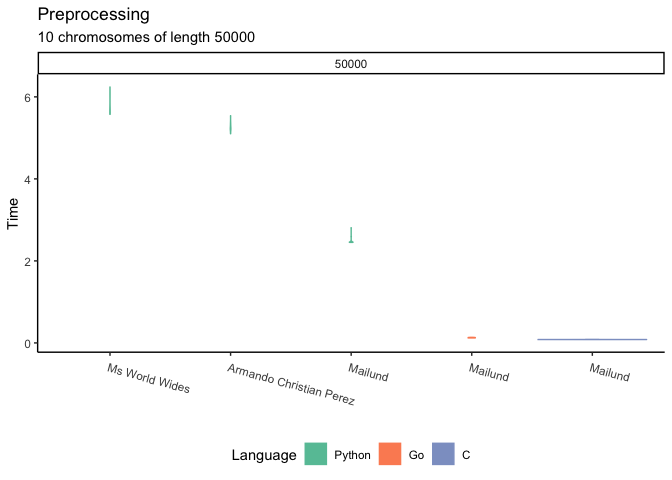 Preprocessing
10 chromosomes of length 50000
50000
6
4
2
0
Time
Ms World Wides
Armando Christian Perez
Mailund
Mailund
Mailund
Language Python Go C